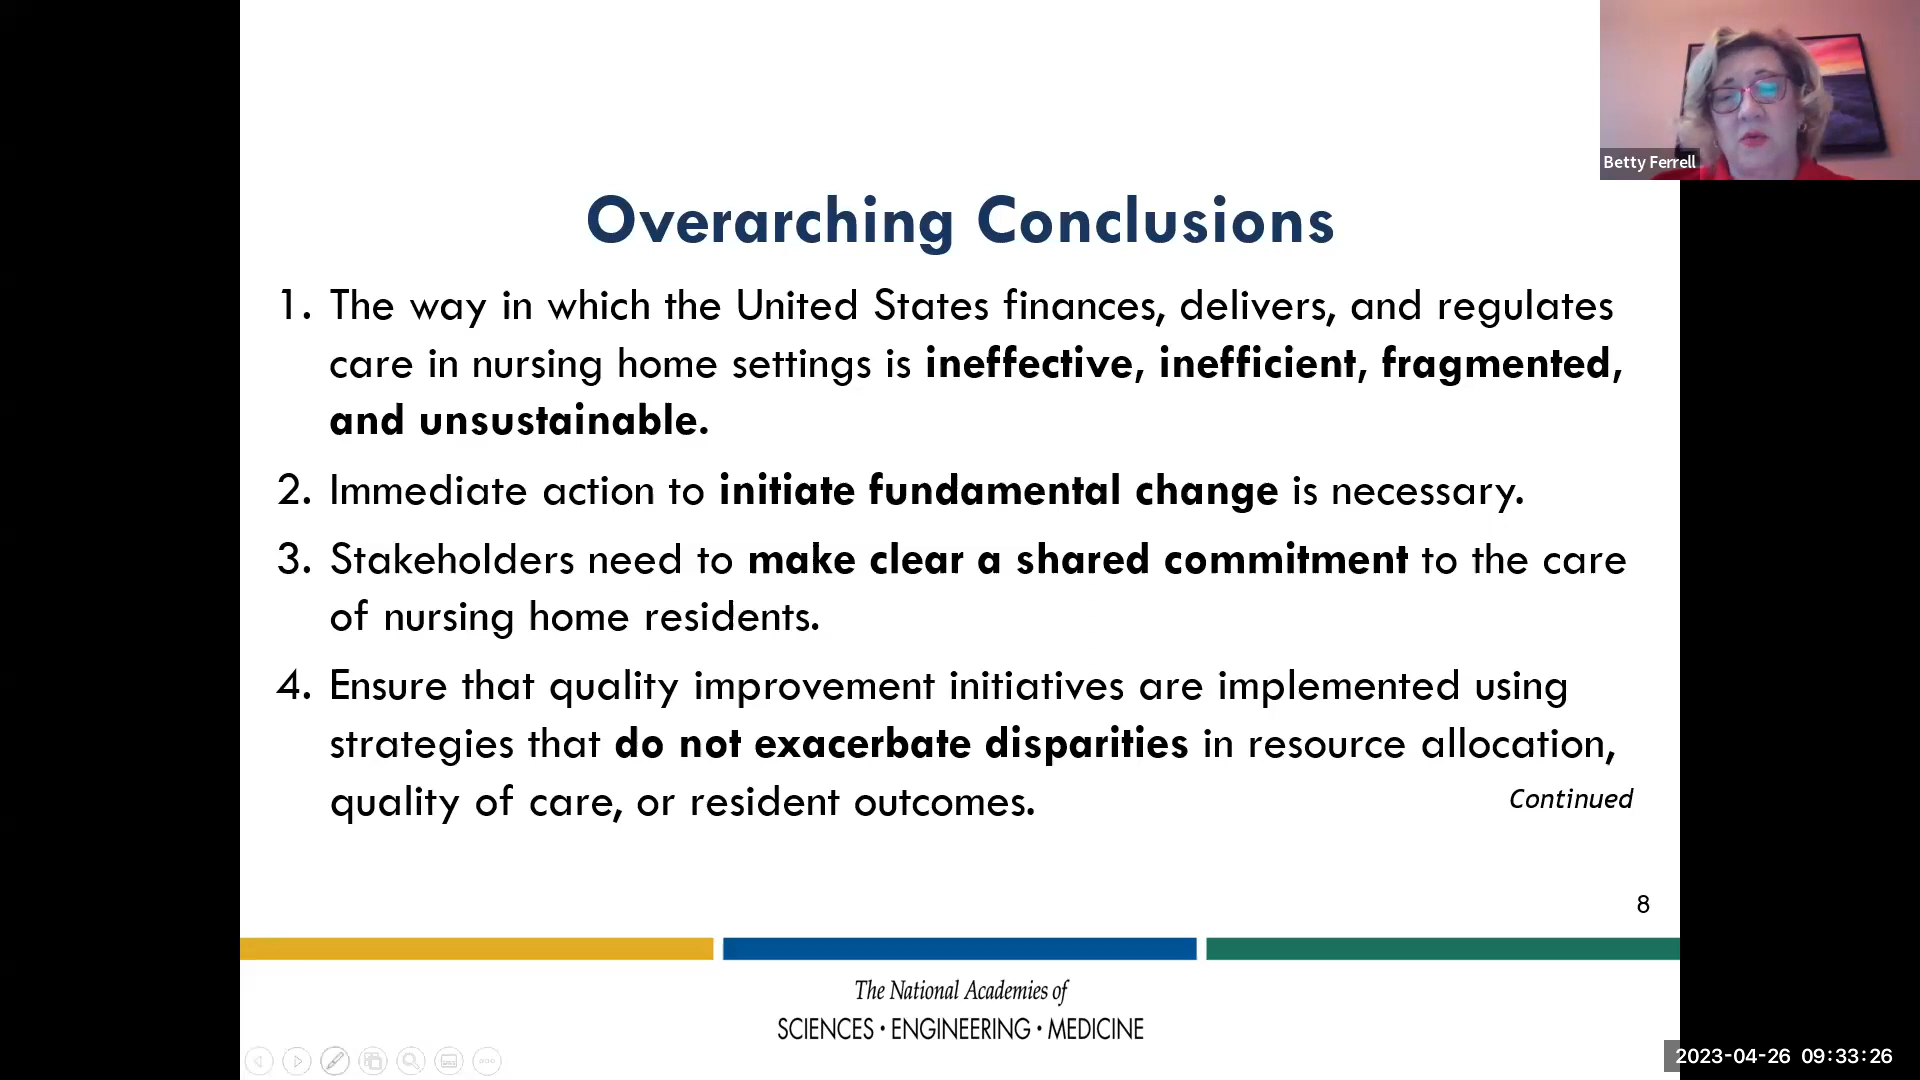 Betty Ferrell
Overarching Conclusions
1. The way in which the United States finances, delivers, and regulates
care in nursing home settings is ineffective, inefficient, fragmented,
and unsustainable.
2. Immediate action to initiate fundamental change is necessary.
3. Stakeholders need to make clear a shared commitment to the care
of nursing home residents.
4. Ensure that quality improvement initiatives are implemented using
strategies that do not exacerbate disparities in resource allocation,
quality of care, or resident outcomes.
Continued
8
The National Academies of
SCIENCES • ENGINEERING • MEDICINE
2023-04-26 09:33:26